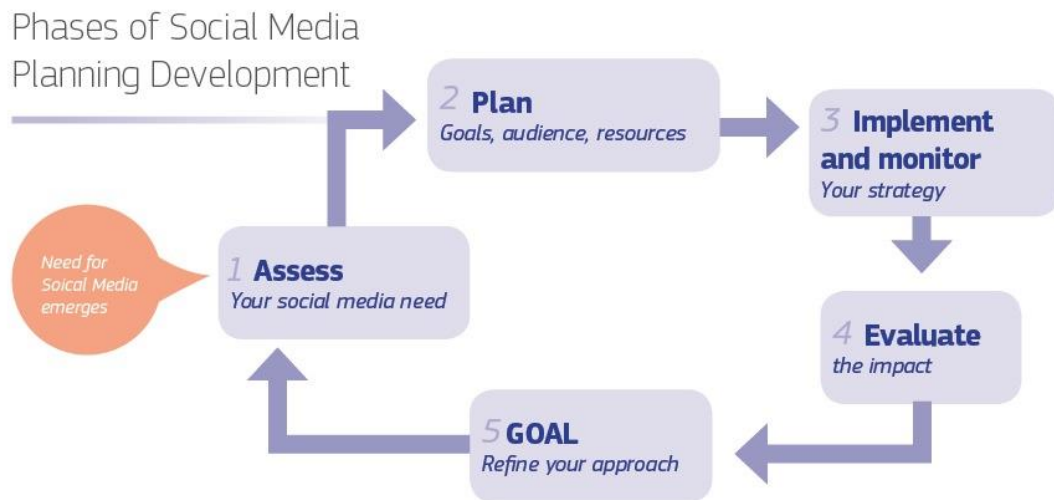 Phases of Social Media
Planning Development
Need for
Soical Media
emerges
1 Assess
Your social media need
2 Plan
Goals, audience, resources
3 Implement
and monitor
Your strategy
4 Evaluate
the impact
5 GOAL
Refine your approach